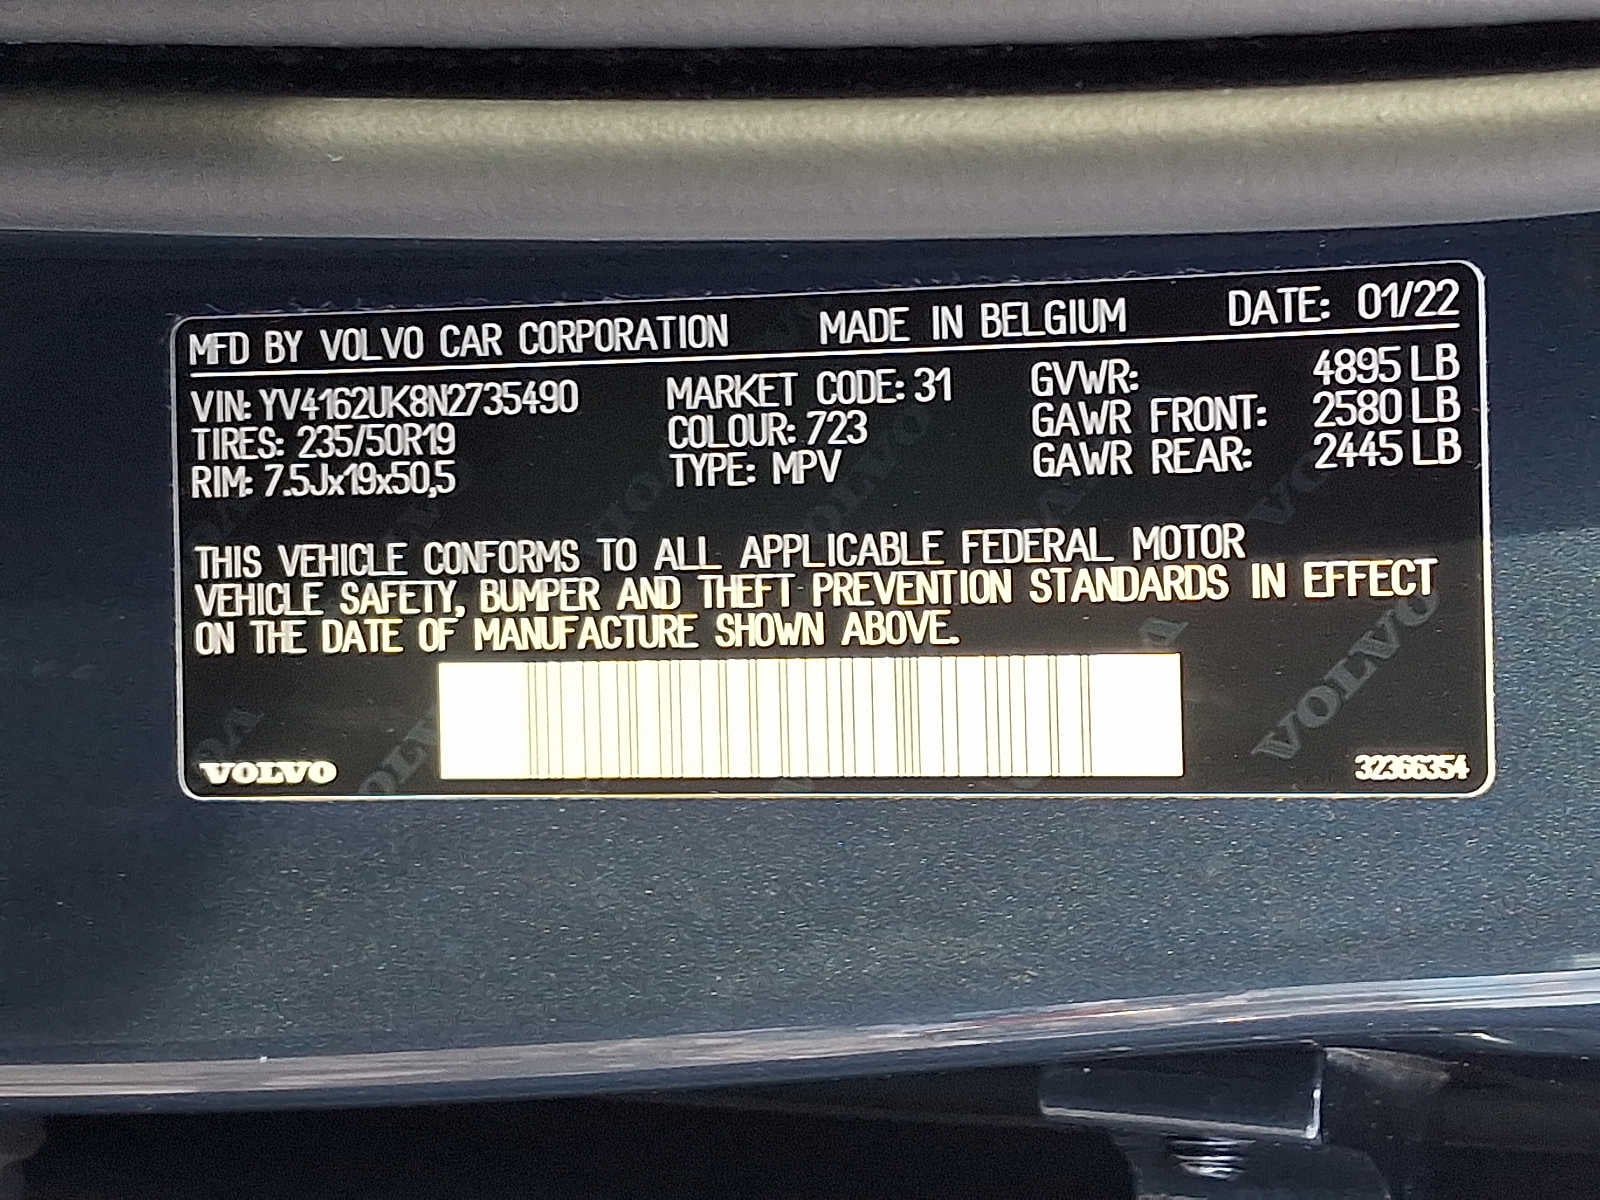 MFD BY VOLVO CAR CORPORATION MADE IN BELGIUM DATE: 01/22
VIN: YV4162UK8N2735490 MARKET CODE: 31 GVWR: 4895 LB
TIRES: 235/50R19 COLOUR: 723 GAWR FRONT: 2580 LB
RIM: 7.5Jx19x50,5 TYPE: MPV GAWR REAR: 2445 LB
THIS VEHICLE CONFORMS TO ALL APPLICABLE FEDERAL MOTOR
VEHICLE SAFETY, BUMPER AND THEFT PREVENTION STANDARDS IN EFFECT
ON THE DATE OF MANUFACTURE SHOWN ABOVE.
VOLVO
VOLVO
32366354